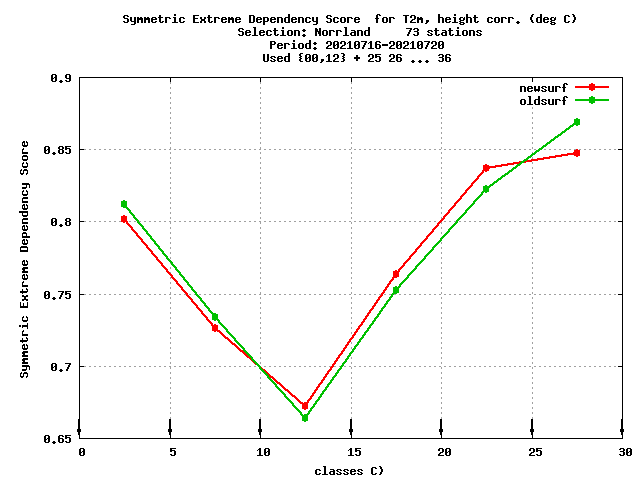 Symmetric Extreme Dependency Score  for T2m, height corr. (deg C)
Selection: Norrland     73 stations
Period: 20210716-20210720
Used {00,12} + 25 26 ... 36
newsurf
oldsurf
Symmetric Extreme Dependency Score
0.9
0.85
0.8
0.75
0.7
0.65
0 5 10 15 20 25 30
classes C)